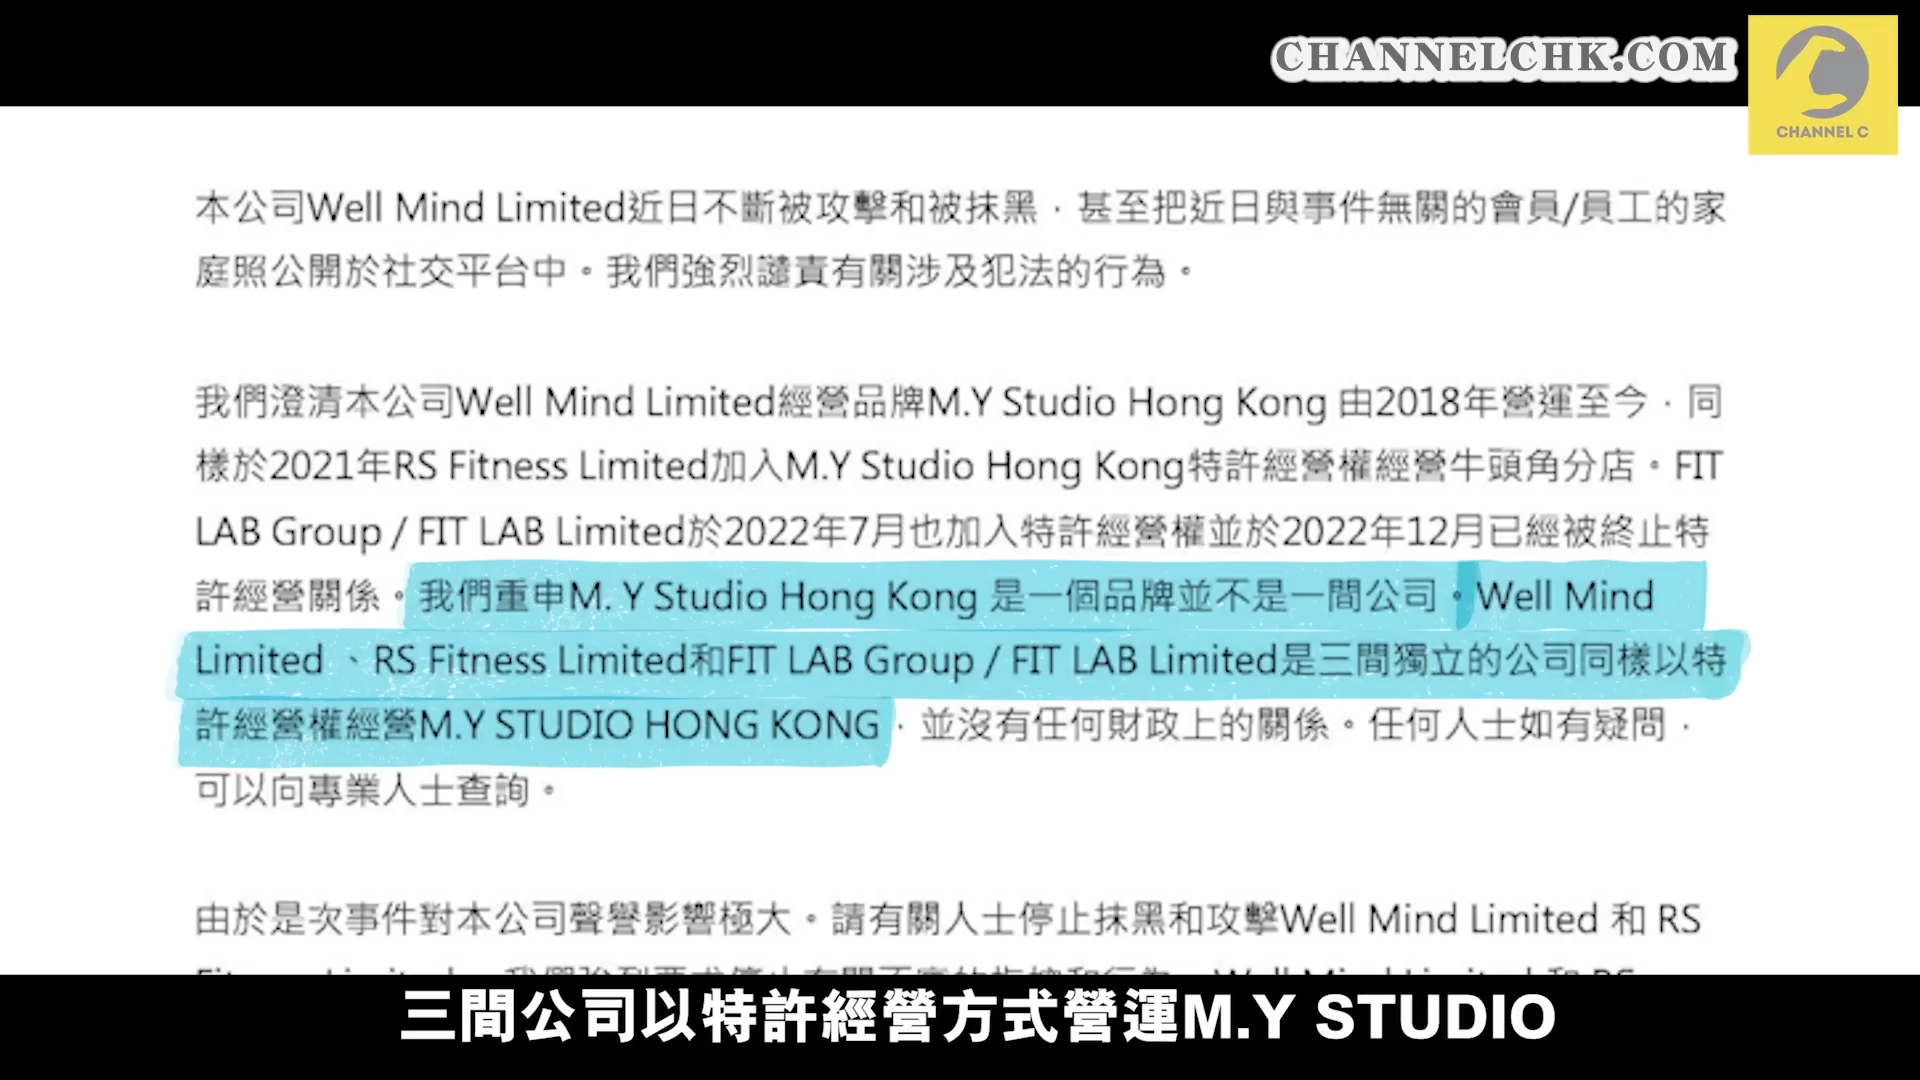 CHANNELCHK.COM
CHANNEL C
本公司Well Mind Limited近日不斷被攻擊和被抹黑，甚至把近日與事件無關的會員/員工的家
庭照公開於社交平台中。我們強烈譴責有關涉及犯法的行為。
我們澄清本公司Well Mind Limited經營品牌M.Y Studio Hong Kong 由2018年營運至今，同
樣於2021年RS Fitness Limited加入M.Y Studio Hong Kong特許經營權經營牛頭角分店。FIT
LAB Group / FIT LAB Limited於2022年7月也加入特許經營權並於2022年12月已經被終止特
許經營關係。我們重申M. Y Studio Hong Kong 是一個品牌並不是一間公司。Well Mind
Limited 、RS Fitness Limited和FIT LAB Group / FIT LAB Limited是三間獨立的公司同樣以特
許經營權經營M.Y STUDIO HONG KONG，並沒有任何財政上的關係。任何人士如有疑問，
可以向專業人士查詢。
由於是次事件對本公司聲譽影響極大。請有關人士停止抹黑和攻擊Well Mind Limited 和 RS
三間公司以特許經營方式營運M.Y STUDIO